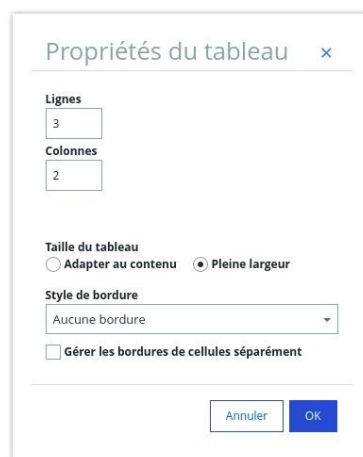 Propriétés du tableau ×
Lignes
3
Colonnes
2
Taille du tableau
Adapter au contenu Pleine largeur
Style de bordure
Aucune bordure
Gérer les bordures de cellules séparément
Annuler OK